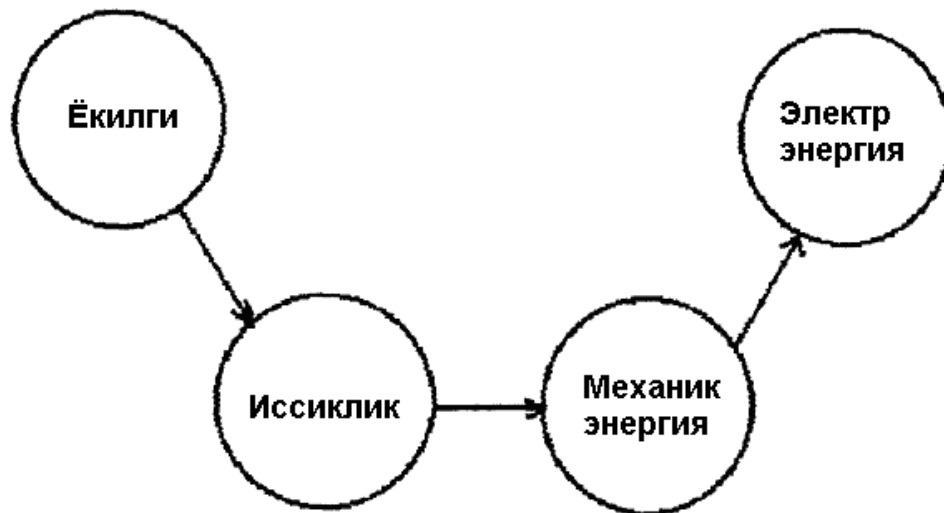 Ёкилги
Электр
энергия
Иссиклик
Механик
энергия